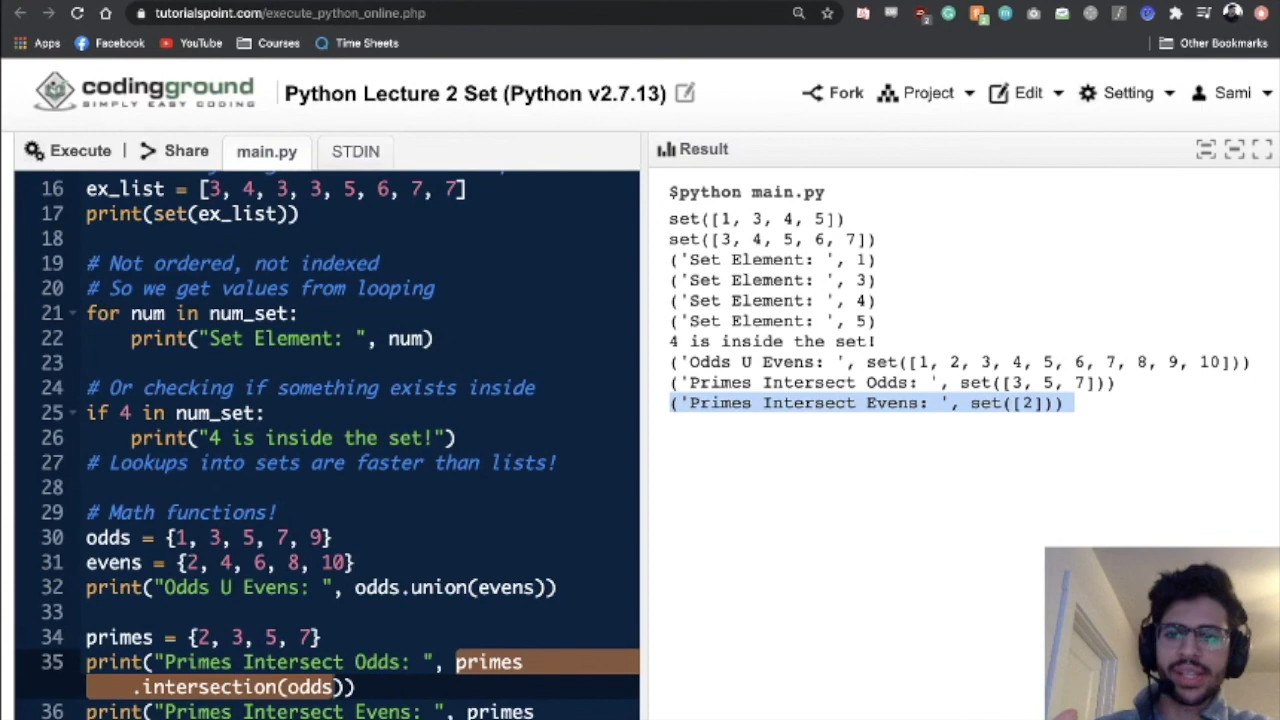 tutorialspoint.com/execute_python_online.php
Apps Facebook YouTube Courses Time Sheets Other Bookmarks
codingground
SIMPLY EASY CODING
Python Lecture 2 Set (Python v2.7.13)
Fork Project Edit Setting Sami
Execute | Share main.py STDIN
16 ex_list = [3, 4, 3, 3, 5, 6, 7, 7]
17 print(set(ex_list))
18
19 # Not ordered, not indexed
20 # So we get values from looping
21 for num in num_set:
22 print("Set Element: ", num)
23
24 # Or checking if something exists inside
25 if 4 in num_set:
26 print("4 is inside the set!")
27 # Lookups into sets are faster than lists!
28
29 # Math functions!
30 odds = {1, 3, 5, 7, 9}
31 evens = {2, 4, 6, 8, 10}
32 print("Odds U Evens: ", odds.union(evens))
33
34 primes = {2, 3, 5, 7}
35 print("Primes Intersect Odds: ", primes
.intersection(odds))
36 print("Primes Intersect Evens: ", primes
Result
$python main.py
set([1, 3, 4, 5])
set([3, 4, 5, 6, 7])
('Set Element: ', 1)
('Set Element: ', 3)
('Set Element: ', 4)
('Set Element: ', 5)
4 is inside the set!
('Odds U Evens: ', set([1, 2, 3, 4, 5, 6, 7, 8, 9, 10]))
('Primes Intersect Odds: ', set([3, 5, 7]))
('Primes Intersect Evens: ', set([2]))